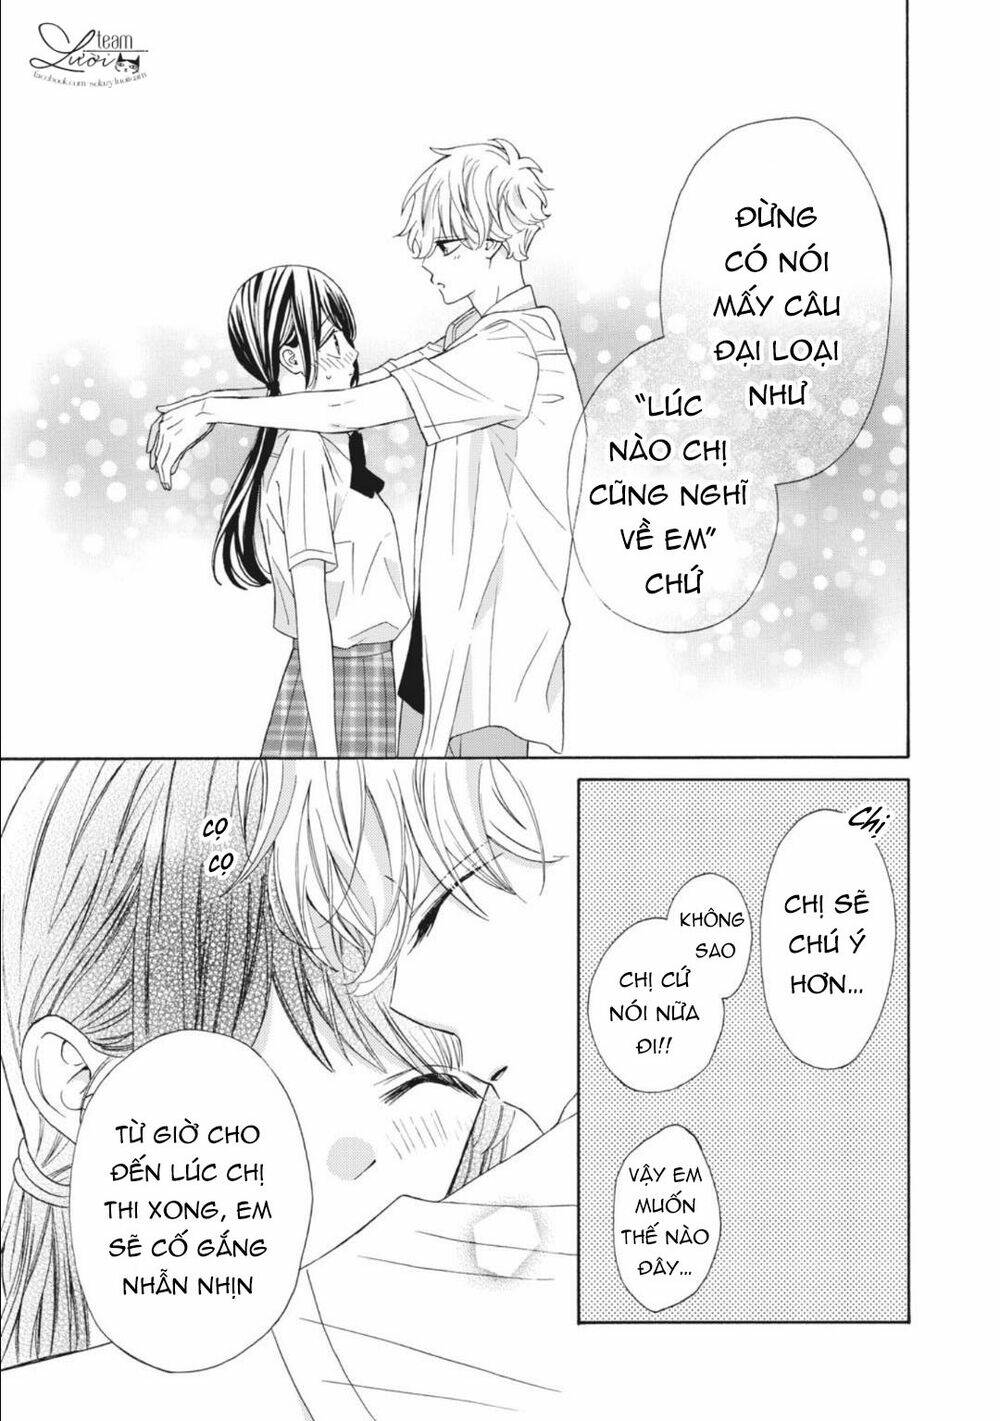 team
Lười
facebook.com/solazyluoiteam
ĐỪNG
CÓ NÓI
MẤY CÂU
ĐẠI LOẠI
NHƯ
"LÚC
NÀO CHỊ
CŨNG NGHĨ
VỀ EM"
CHỨ
CHỊ
CHỊ SẼ
CHÚ Ý
HƠN...
KHÔNG
SAO
CHỊ CỨ
NÓI NỮA
ĐI!!
VẬY EM
MUỐN
THẾ NÀO
ĐÂY...
CỌ
CỌ
TỪ GIỜ CHO
ĐẾN LÚC CHỊ
THI XONG, EM
SẼ CỐ GẮNG
NHẪN NHỊN